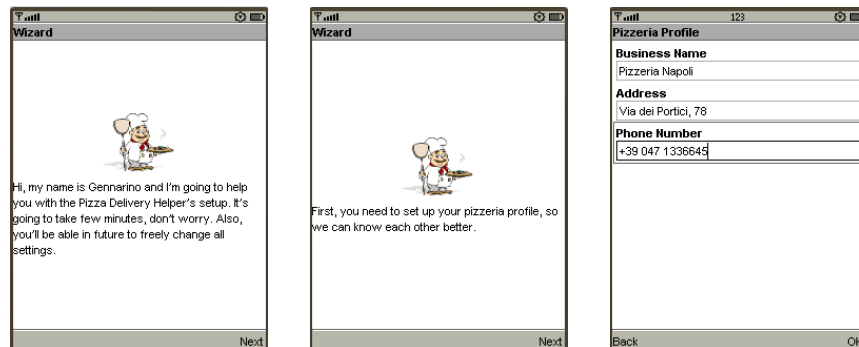 Wizard
Hi, my name is Gennarino and I'm going to help
you with the Pizza Delivery Helper's setup. It's
going to take few minutes, don't worry. Also,
you'll be able in future to freely change all
settings.
Next
Wizard
First, you need to set up your pizzeria profile, so
we can know each other better.
Next
123
Pizzeria Profile
Business Name
Pizzeria Napoli
Address
Via dei Portici, 78
Phone Number
+39 047 1336645
Back
OK